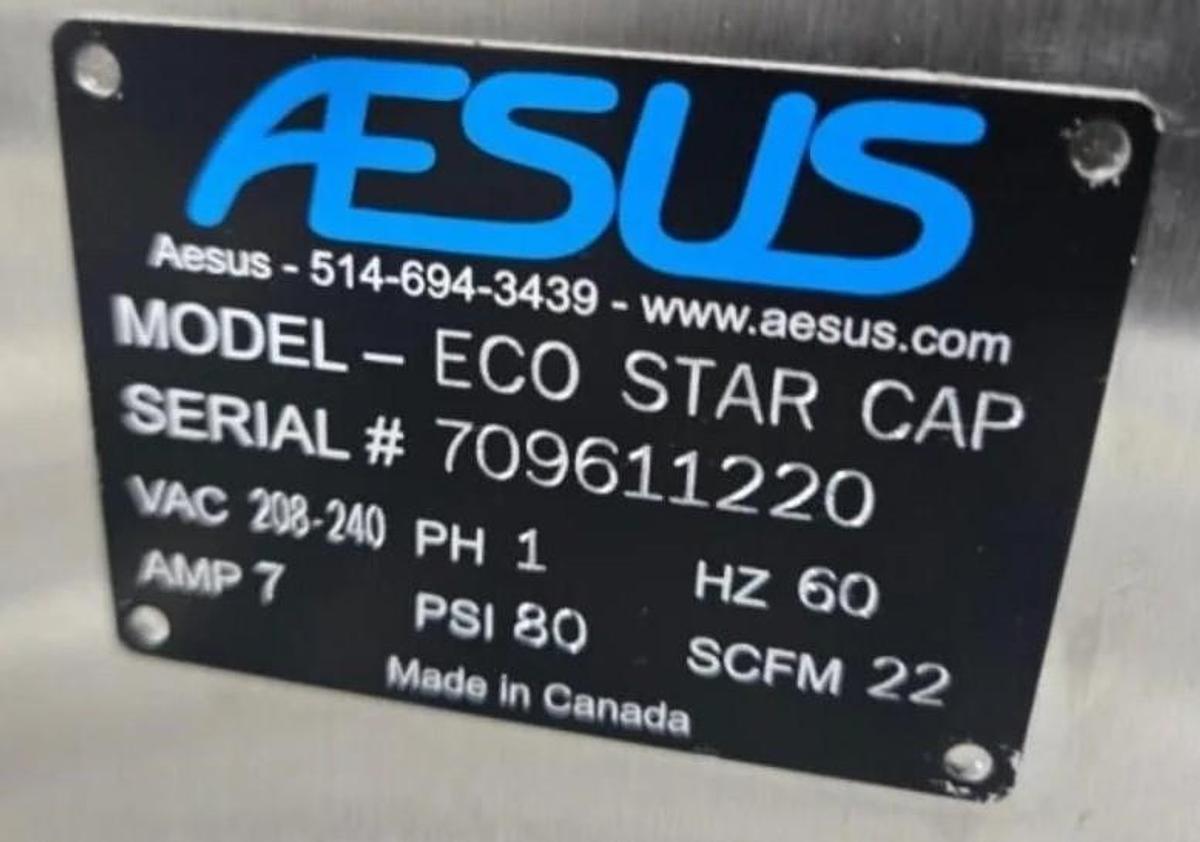 ÆSUS
Aesus - 514-694-3439 - www.aesus.com
MODEL – ECO STAR CAP
SERIAL # 709611220
VAC 208-240 PH 1 HZ 60
AMP 7 PSI 80 SCFM 22
Made in Canada